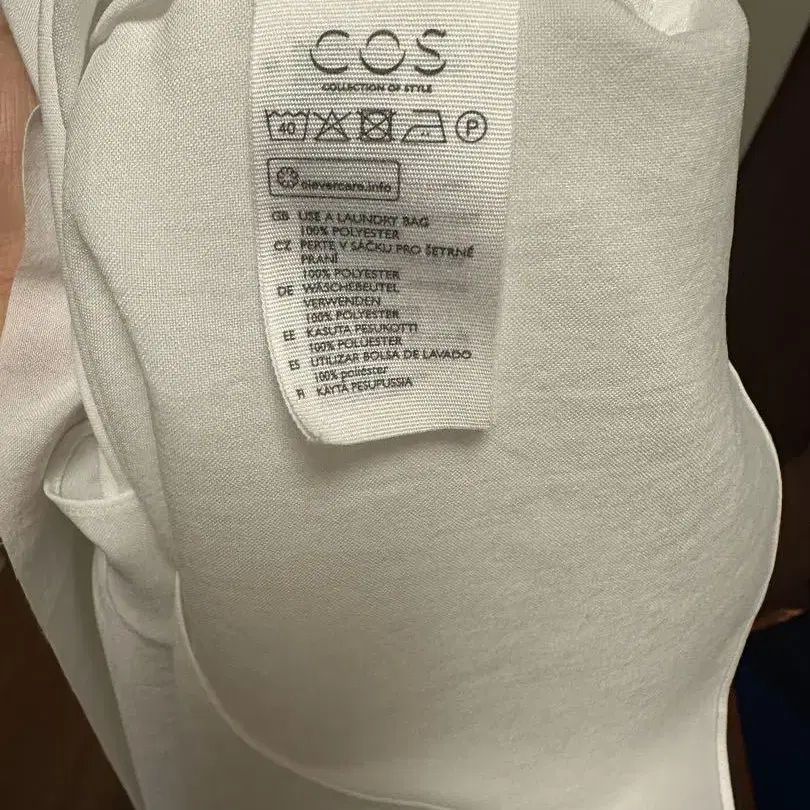 COS
COLLECTION OF STYLE
40 P
clevercare.info
GB USE A LAUNDRY BAG
100% POLYESTER
CZ PERTE V SÁČKU PRO ŠETRNÉ
PRANÍ
100% POLYESTER
DE WÄSCHEBEUTEL
VERWENDEN
100% POLYESTER
EE KASUTA PESUKOTTI
100% POLÜESTER
ES UTILIZAR BOLSA DE LAVADO
100% poliéster
FI KÄYTÄ PESUPUSSIA